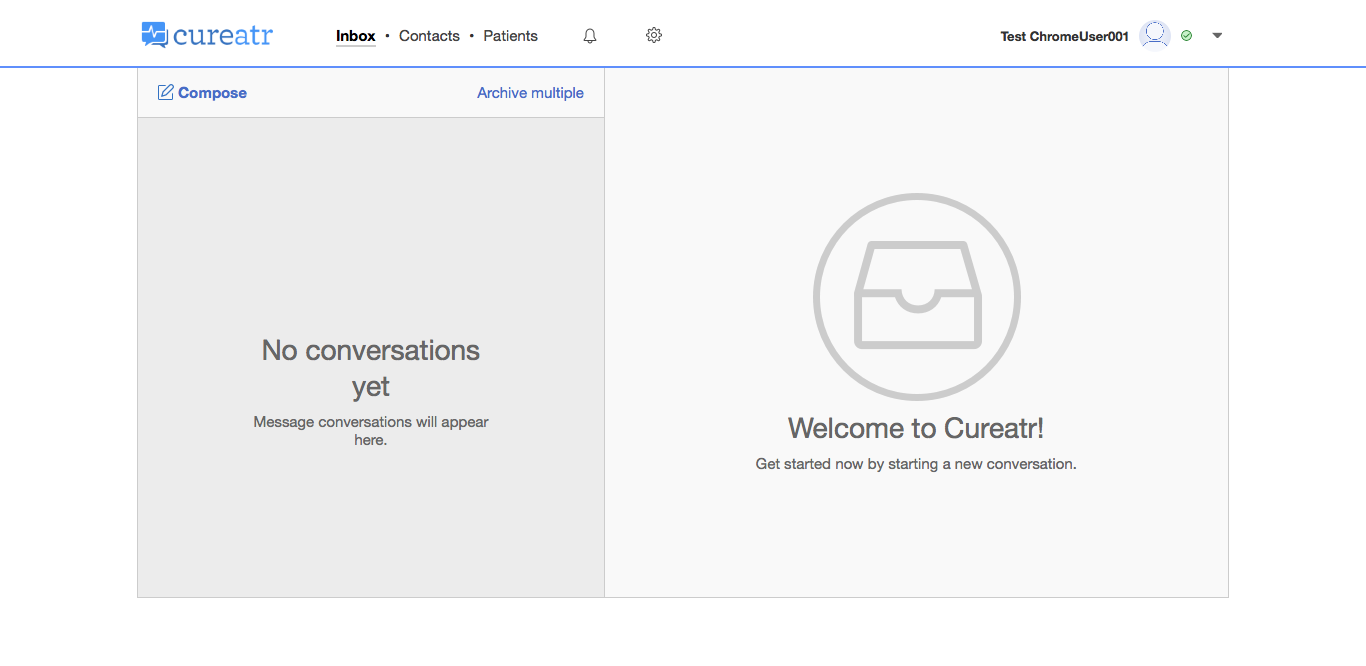 cureatr
Inbox • Contacts • Patients
Test ChromeUser001
Compose
Archive multiple
No conversations
yet
Message conversations will appear
here.
Welcome to Cureatr!
Get started now by starting a new conversation.